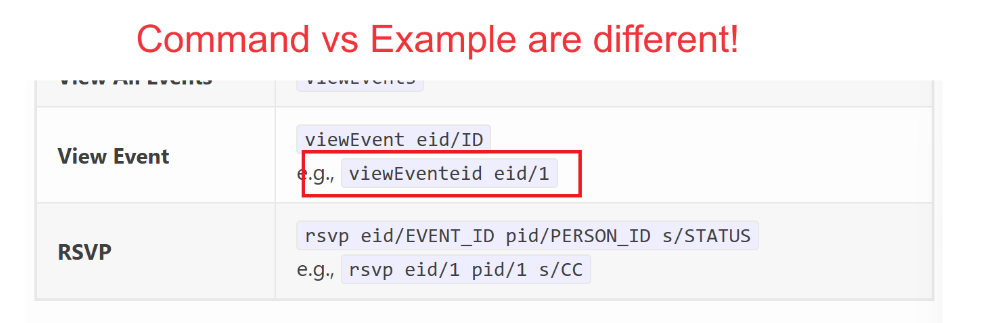 Command vs Example are different!
View All Events viewEvents
View Event
viewEvent eid/ID
e.g., viewEventeid eid/1
RSVP
rsvp eid/EVENT_ID pid/PERSON_ID s/STATUS
e.g., rsvp eid/1 pid/1 s/CC